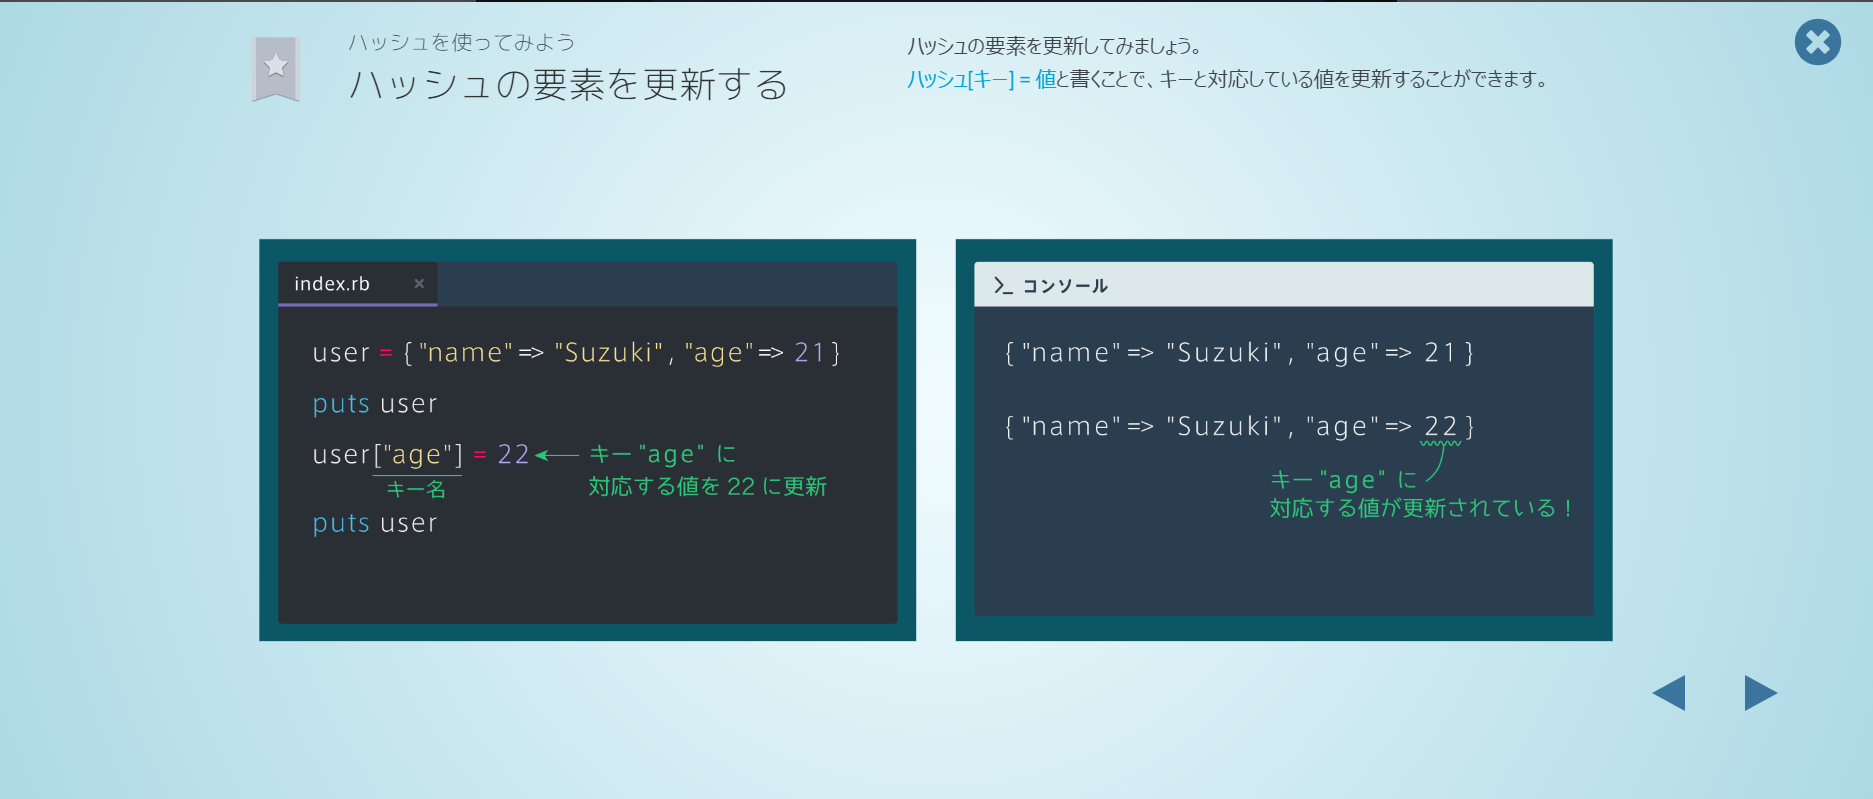 ハッシュを使ってみよう
ハッシュの要素を更新する
ハッシュの要素を更新してみましょう。
ハッシュ[キー] = 値と書くことで、キーと対応している値を更新することができます。
index.rb ×
user = {"name"=> "Suzuki", "age"=> 21}
puts user
user["age"] = 22 キー "age" に
キー名 対応する値を 22 に更新
puts user
>_ コンソール
{"name"=> "Suzuki", "age"=> 21}
{"name"=> "Suzuki", "age"=> 22}
キー "age" に
対応する値が更新されている！